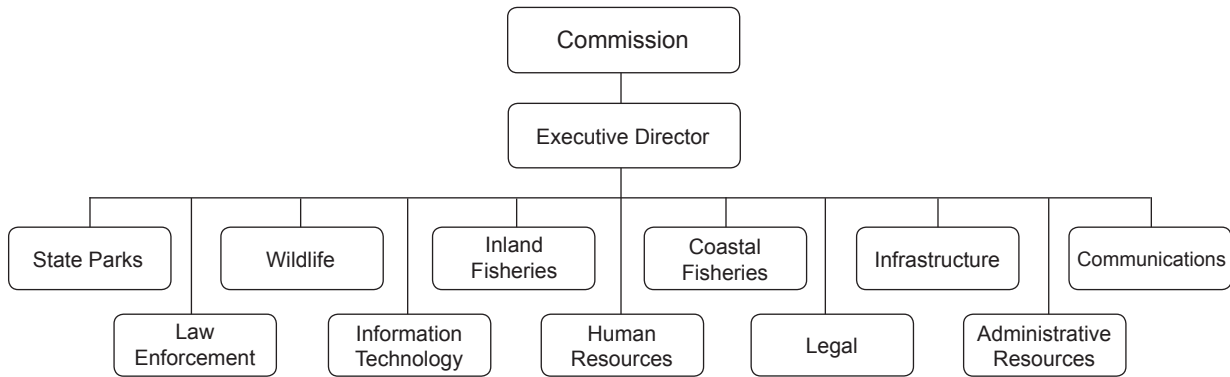 Commission
Executive Director
State Parks
Wildlife
Inland
Fisheries
Coastal
Fisheries
Infrastructure
Communications
Law
Enforcement
Information
Technology
Human
Resources
Legal
Administrative
Resources